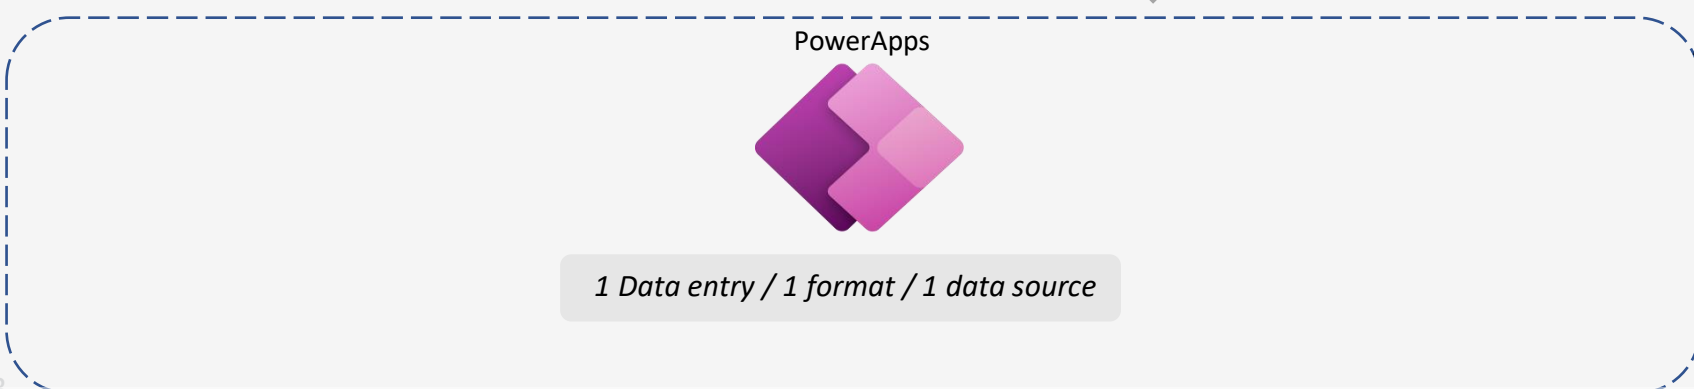 PowerApps
1 Data entry / 1 format / 1 data source